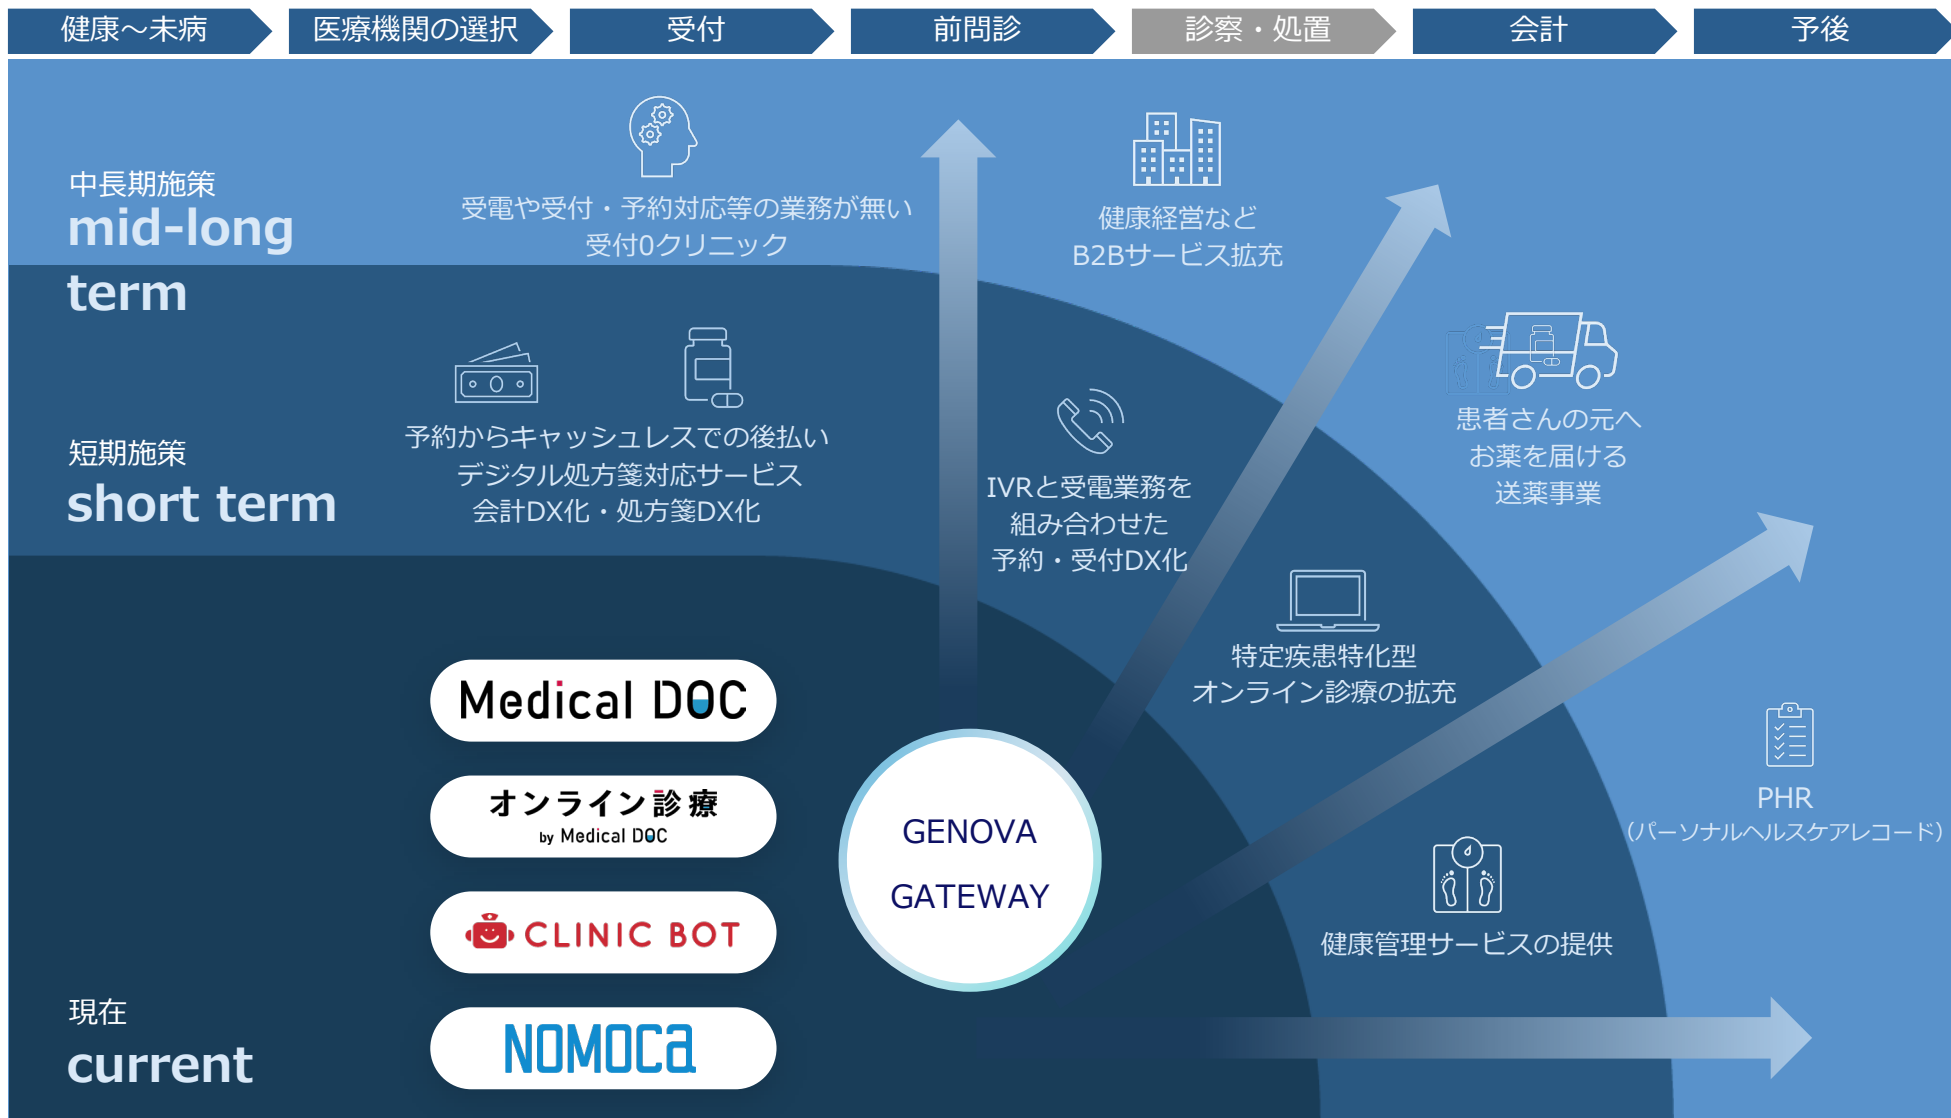 健康～未病
医療機関の選択
受付
前問診
診察・処置
会計
予後
中長期施策
mid-long
term
受電や受付・予約対応等の業務が無い
受付0クリニック
健康経営など
B2Bサービス拡充
患者さんの元へ
お薬を届ける
送薬事業
PHR
（パーソナルヘルスケアレコード）
短期施策
short term
予約からキャッシュレスでの後払い
デジタル処方箋対応サービス
会計DX化・処方箋DX化
IVRと受電業務を
組み合わせた
予約・受付DX化
特定疾患特化型
オンライン診療の拡充
健康管理サービスの提供
現在
current
Medical DOC
オンライン診療
by Medical DOC
CLINIC BOT
NOMOCa
GENOVA
GATEWAY